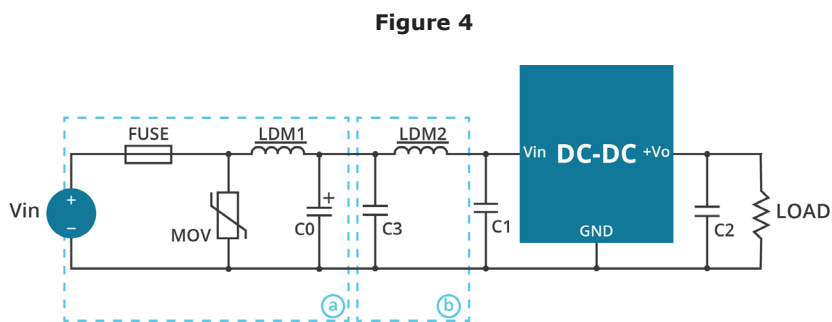 Figure 4
FUSE
LDM1
LDM2
Vin
+
−
MOV
C0
+
C3
C1
Vin
DC-DC
+Vo
GND
C2
LOAD
a
b